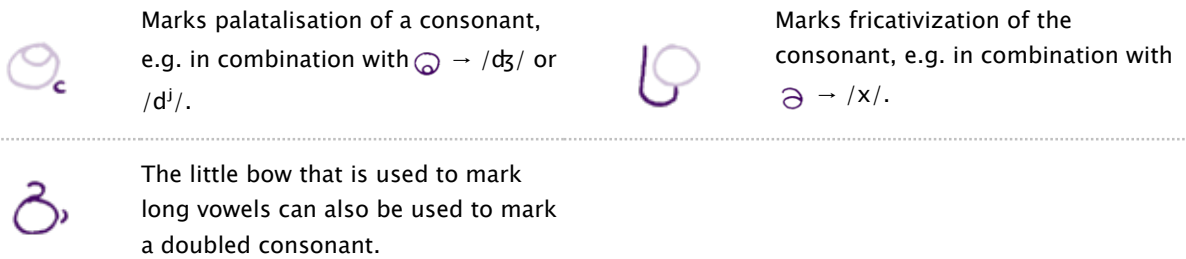 Marks palatalisation of a consonant,
e.g. in combination with → /ʤ/ or
/dʲ/.
Marks fricativization of the
consonant, e.g. in combination with
→ /x/.
The little bow that is used to mark
long vowels can also be used to mark
a doubled consonant.